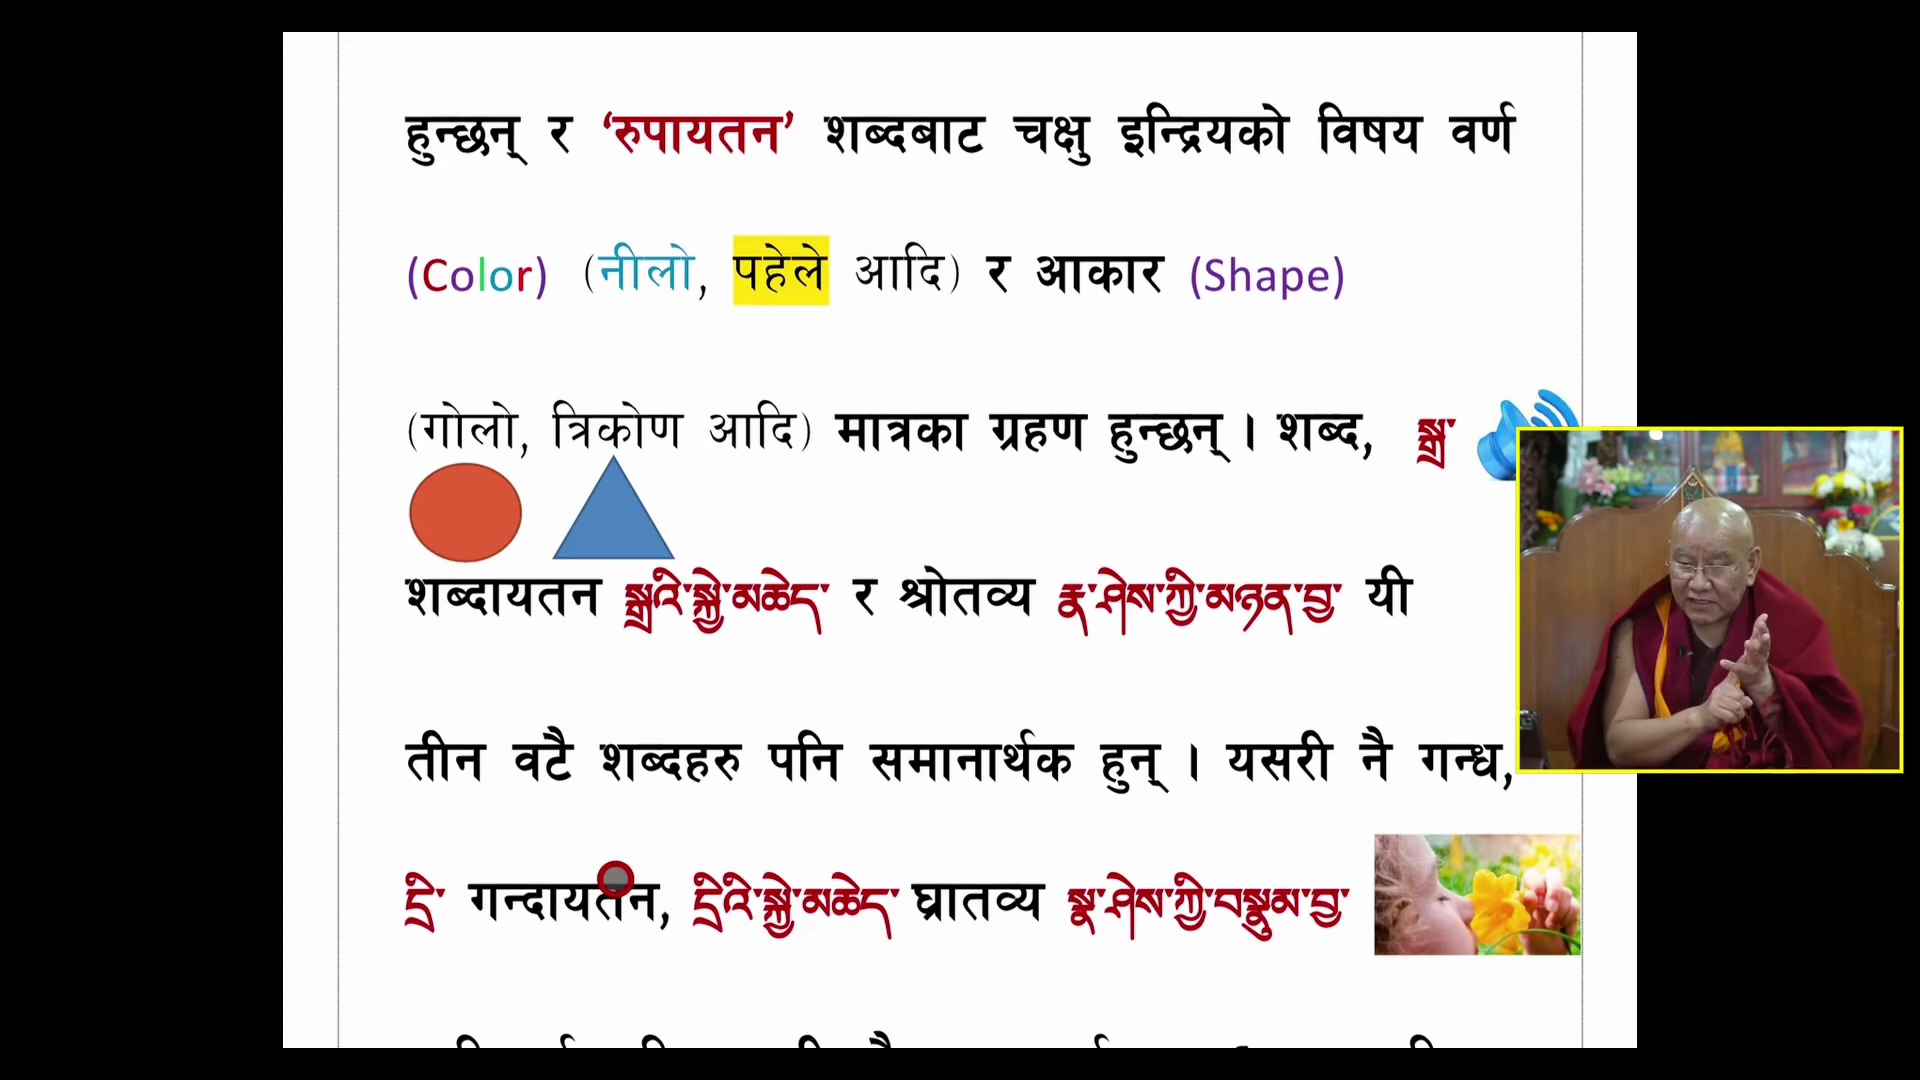 हुन्छन् र ‘रुपायतन’ शब्दबाट चक्षु इन्द्रियको विषय वर्ण
(Color) (नीलो, पहेले आदि) र आकार (Shape)
(गोलो, त्रिकोण आदि) मात्रका ग्रहण हुन्छन् । शब्द, སྒྲ་
शब्दायतन སྒྲའི་སྐྱེ་མཆེད་ र श्रोतव्य རྣ་ཤེས་ཀྱི་མཉན་བྱ་ यी
तीन वटै शब्दहरु पनि समानार्थक हुन् । यसरी नै गन्ध,
དྲི་ गन्दायतन, དྲིའི་སྐྱེ་མཆེད་ घ्रातव्य སྣ་ཤེས་ཀྱི་བསྣུམ་བྱ་